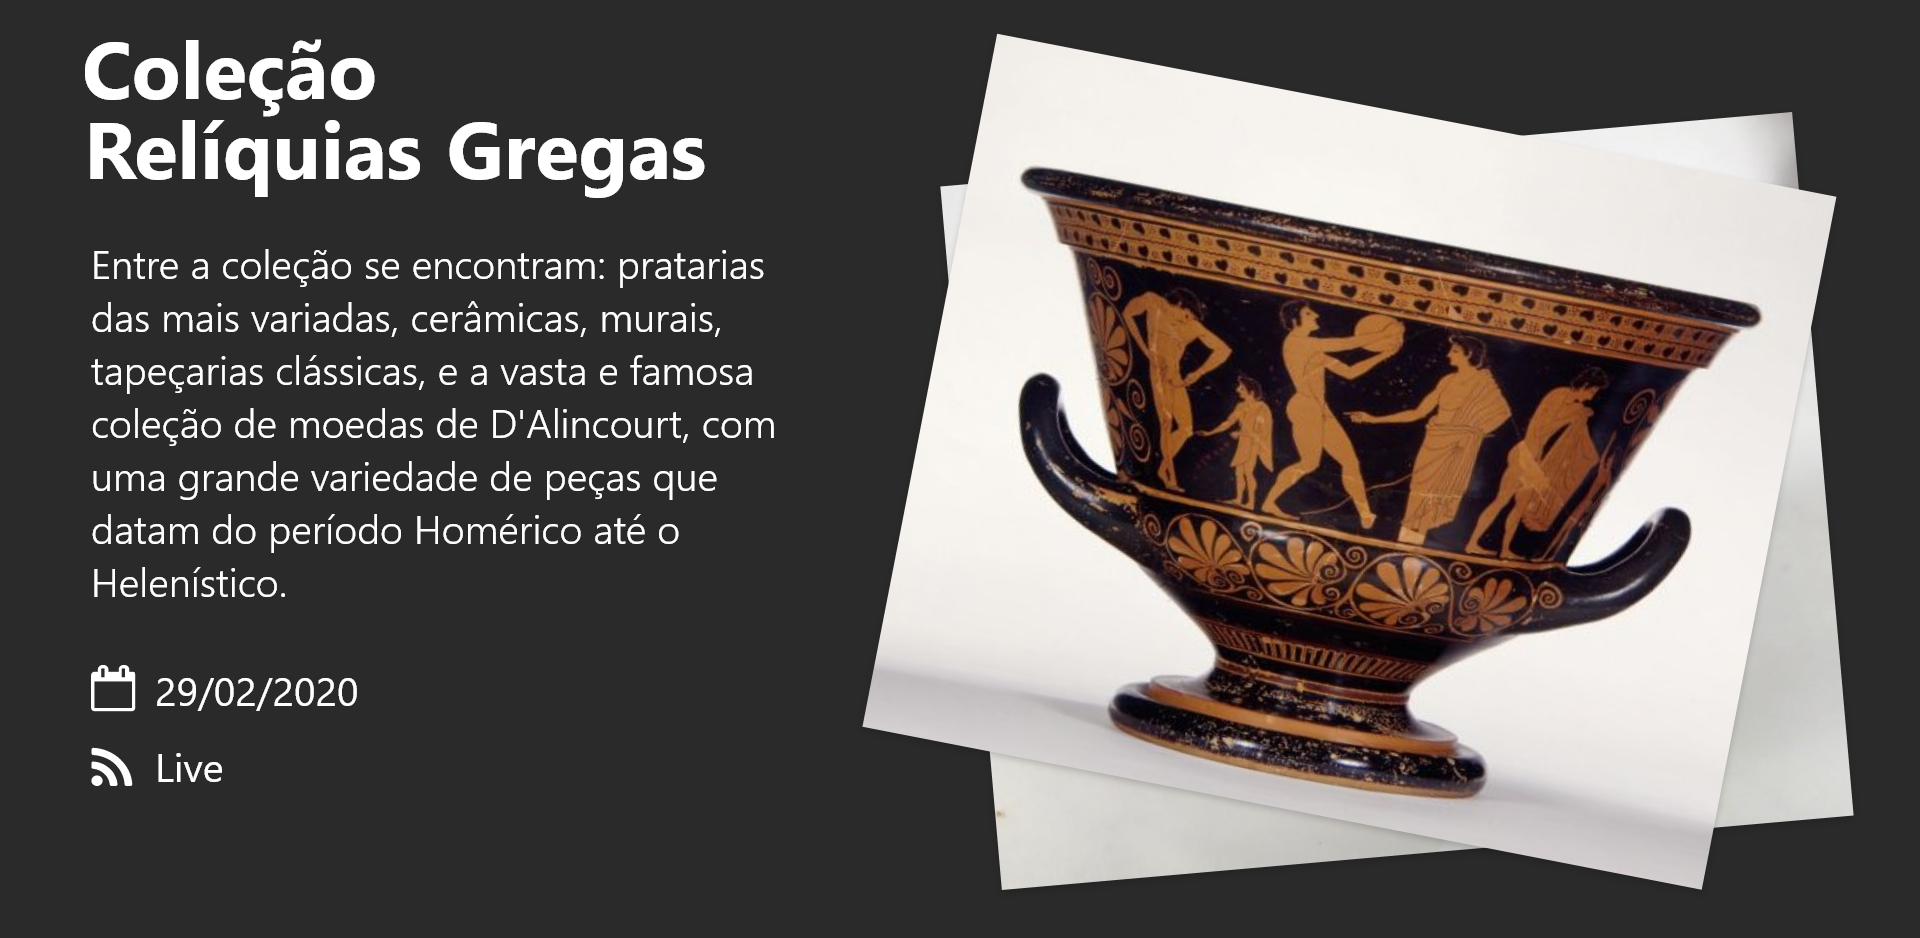 Coleção
Relíquias Gregas
Entre a coleção se encontram: pratarias
das mais variadas, cerâmicas, murais,
tapeçarias clássicas, e a vasta e famosa
coleção de moedas de D'Alincourt, com
uma grande variedade de peças que
datam do período Homérico até o
Helenístico.
29/02/2020
Live